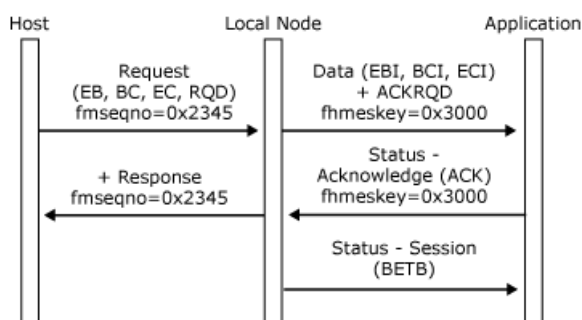 Host
Local Node
Application
Request
(EB, BC, EC, RQD)
fmseqno=0x2345
Data (EBI, BCI, ECI)
+ ACKRQD
fhmeskey=0x3000
+ Response
fmseqno=0x2345
Status -
Acknowledge (ACK)
fhmeskey=0x3000
Status - Session
(BETB)